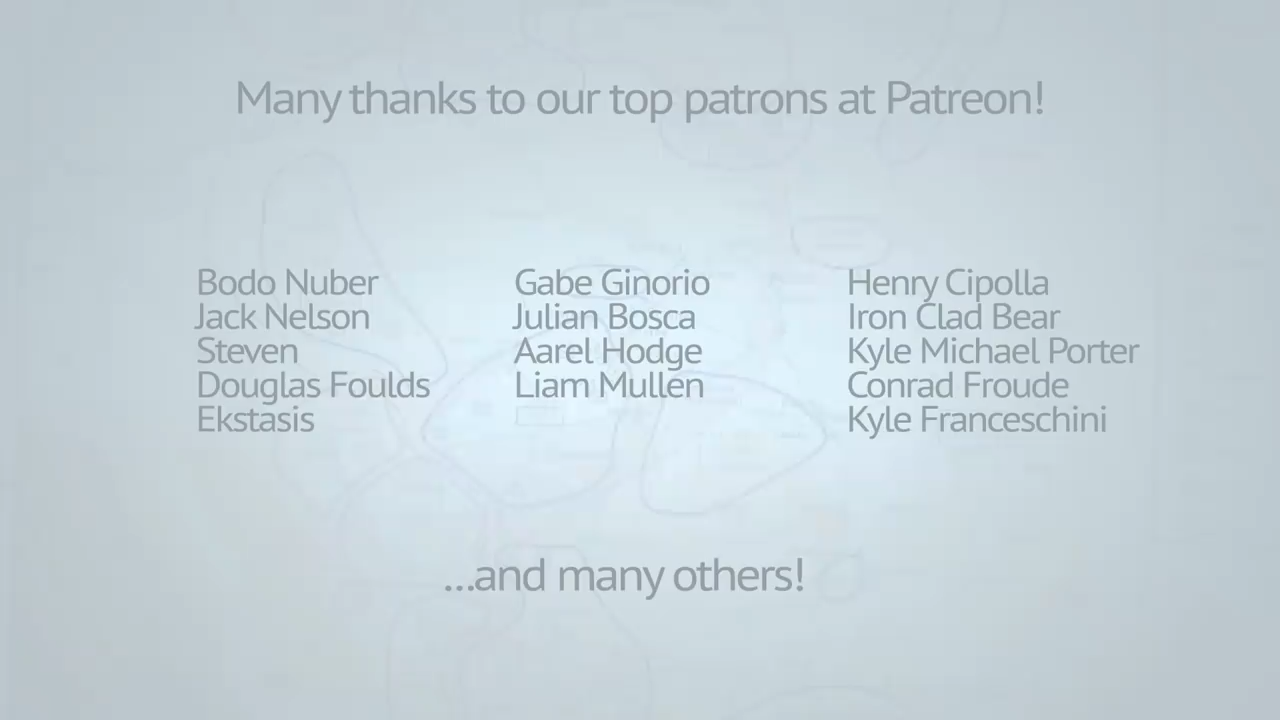 Many thanks to our top patrons at Patreon!
Bodo Nuber
Jack Nelson
Steven
Douglas Foulds
Ekstasis
Gabe Ginorio
Julian Bosca
Aarel Hodge
Liam Mullen
Henry Cipolla
Iron Clad Bear
Kyle Michael Porter
Conrad Froude
Kyle Franceschini
...and many others!